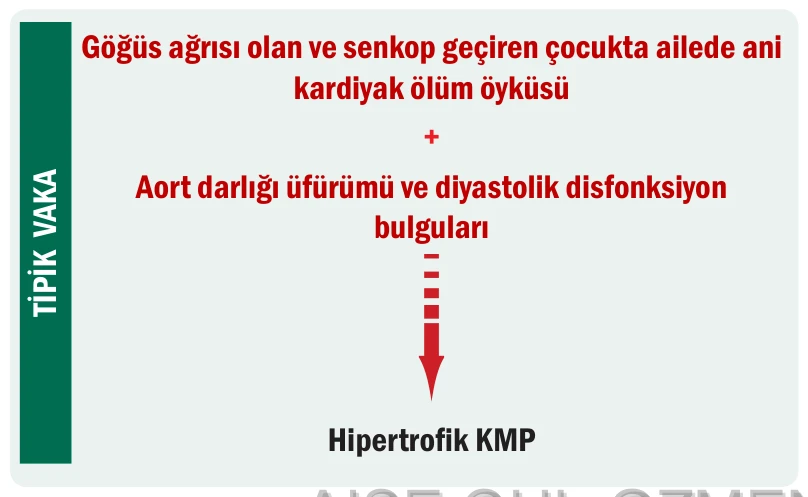 TİPİK VAKA
Göğüs ağrısı olan ve senkop geçiren çocukta ailede ani
kardiyak ölüm öyküsü
+
Aort darlığı üfürümü ve diyastolik disfonksiyon
bulguları
Hipertrofik KMP